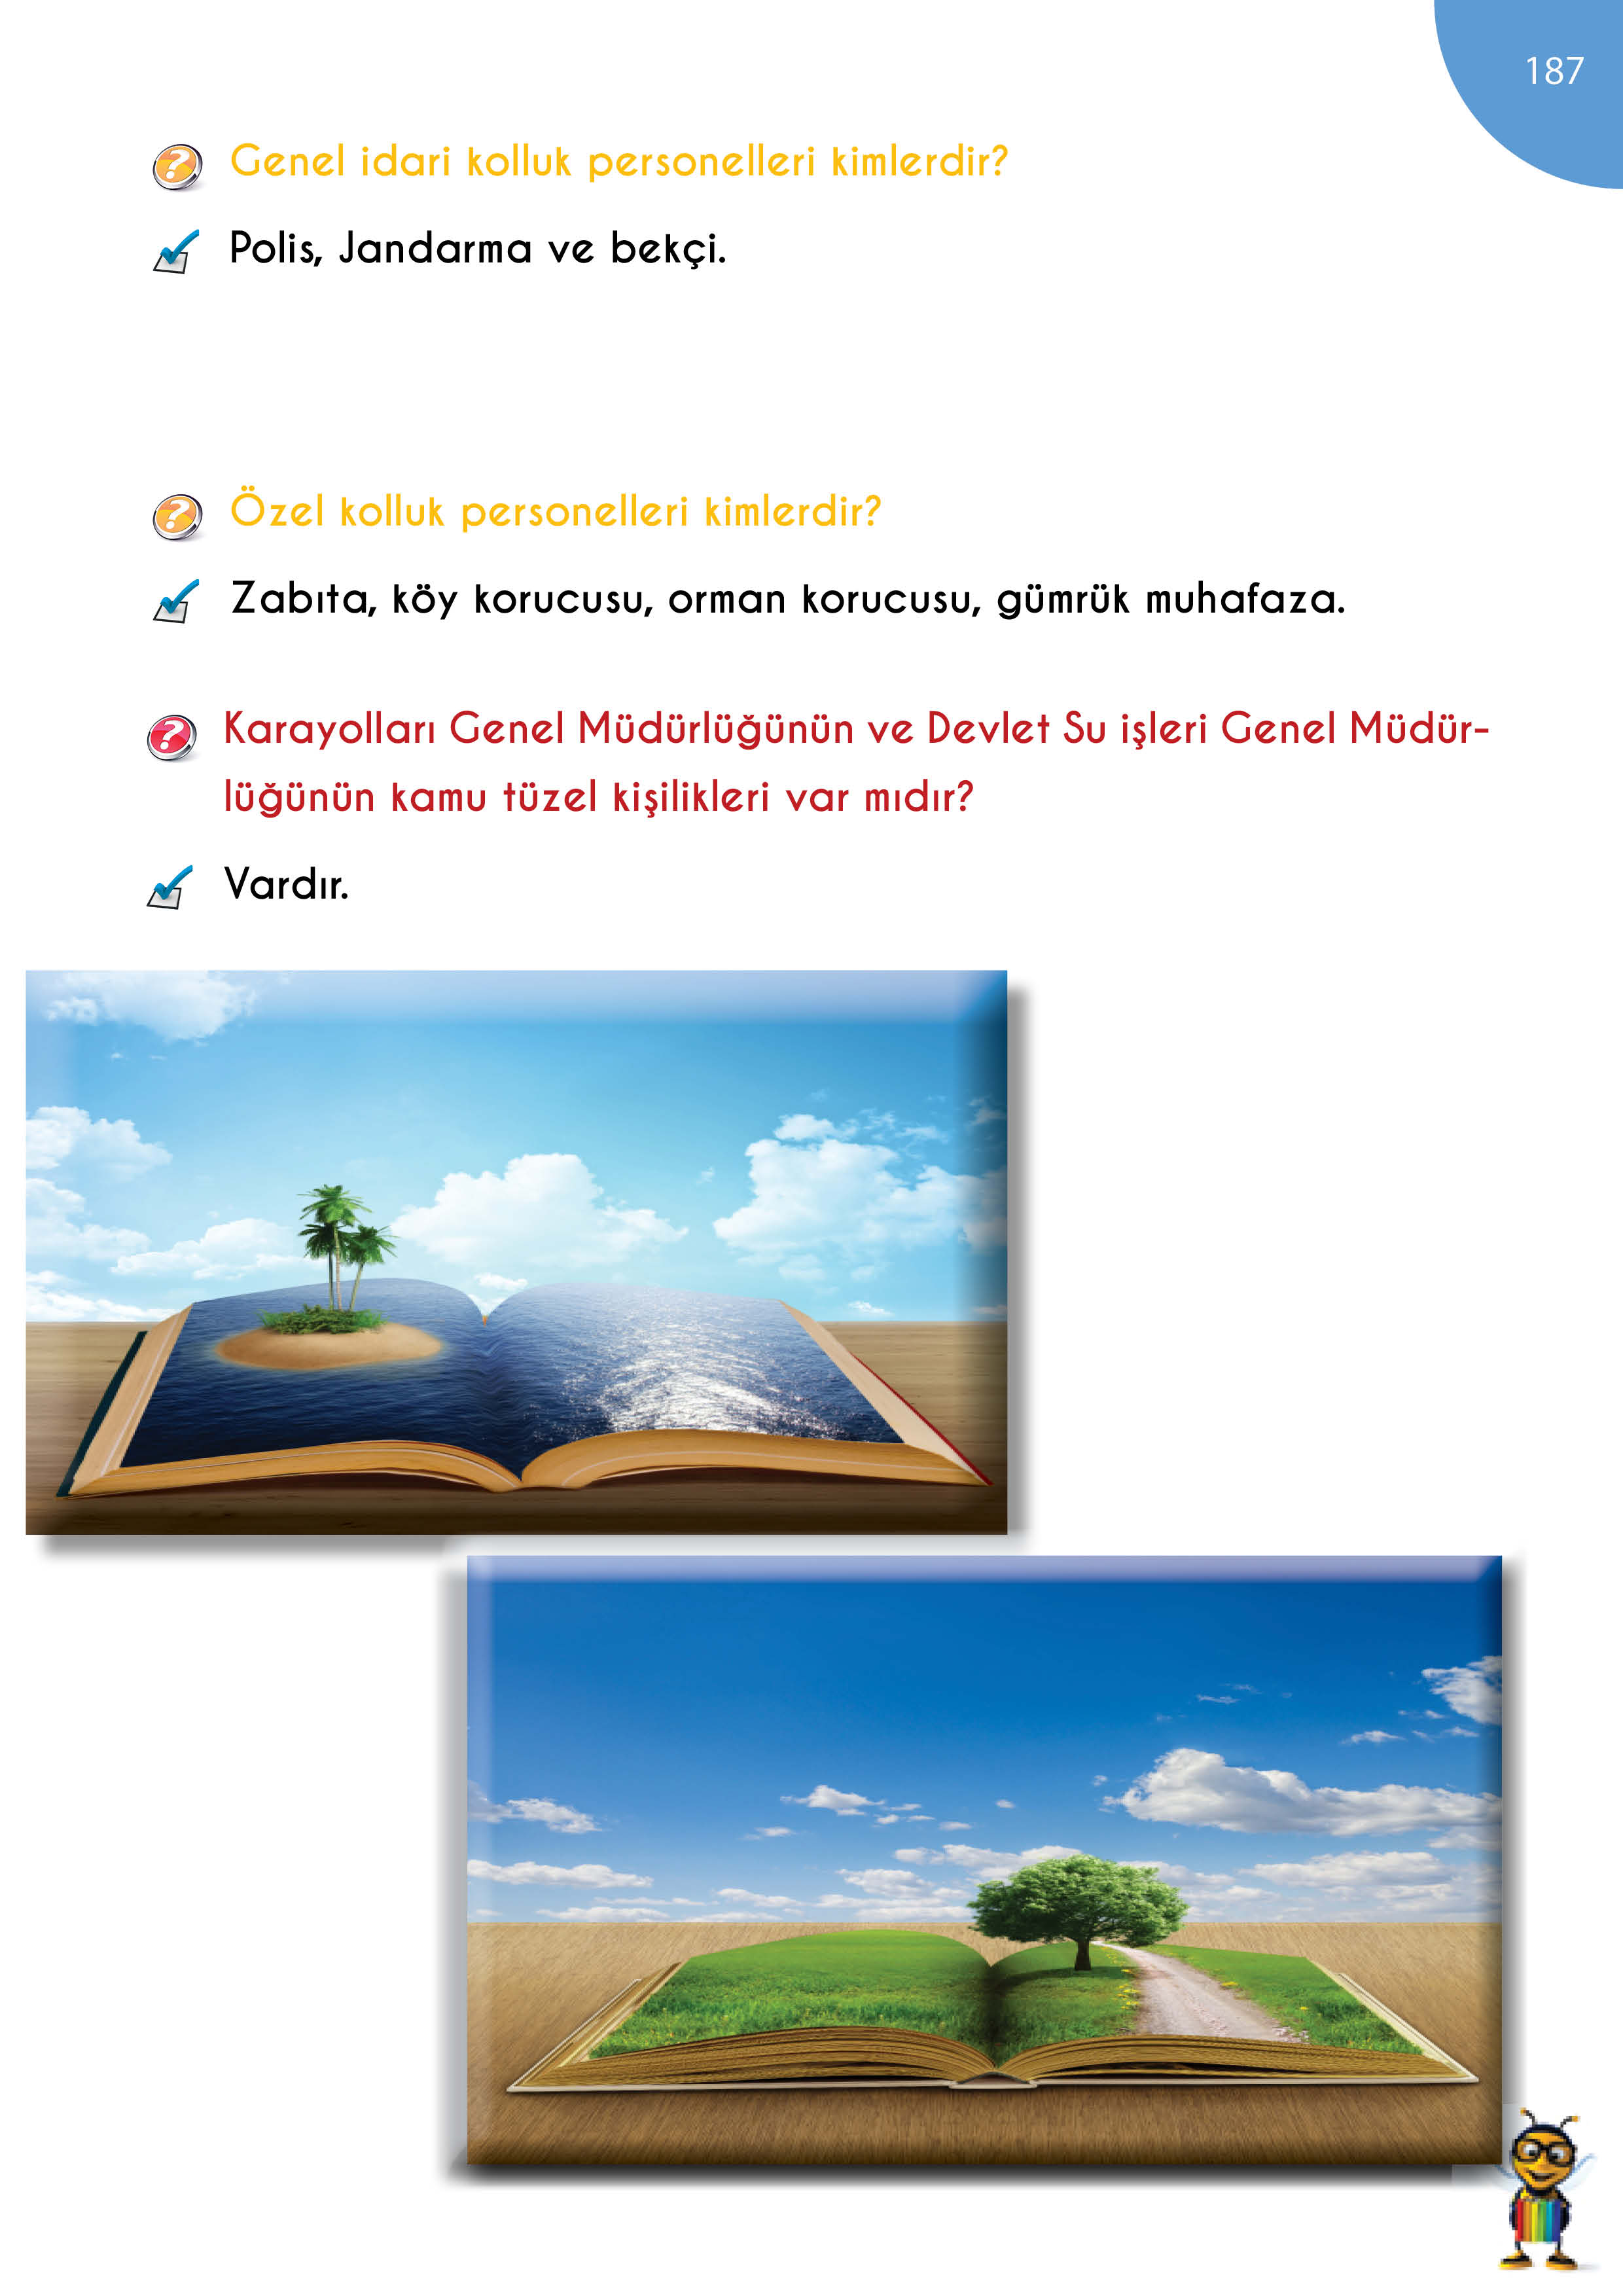 187
Genel idari kolluk personelleri kimlerdir?
Polis, Jandarma ve bekçi.
Özel kolluk personelleri kimlerdir?
Zabıta, köy korucusu, orman korucusu, gümrük muhafaza.
Karayolları Genel Müdürlüğünün ve Devlet Su işleri Genel Müdür-
lüğünün kamu tüzel kişilikleri var mıdır?
Vardır.